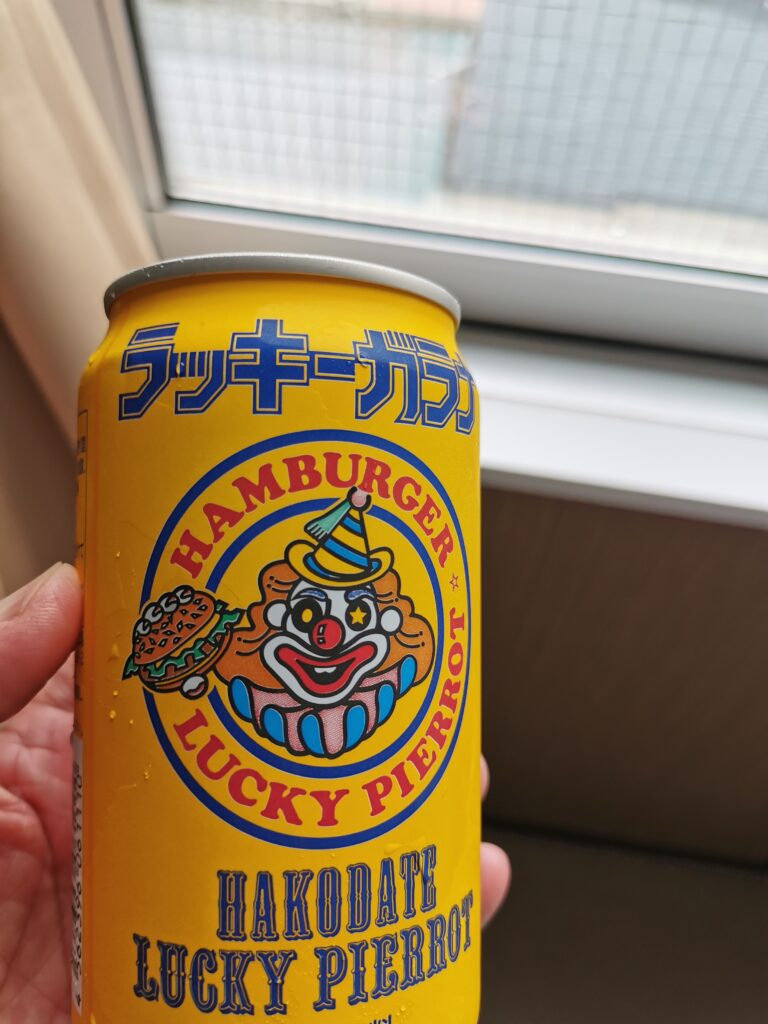 ラッキーガラナ
HAMBURGER ☆
LUCKY PIERROT
HAKODATE
LUCKY PIERROT